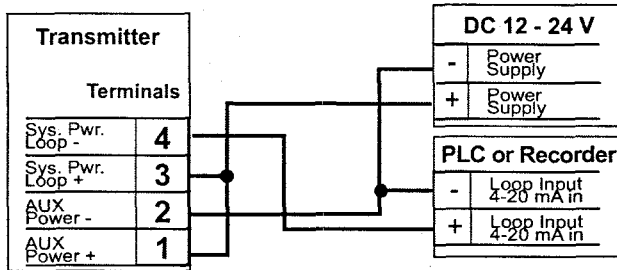 Transmitter
Terminals
Sys. Pwr.
Loop -
4
Sys. Pwr.
Loop +
3
AUX
Power -
2
AUX
Power +
1
DC 12 - 24 V
-
Power
Supply
+
Power
Supply
PLC or Recorder
-
Loop Input
4-20 mA in
+
Loop Input
4-20 mA in